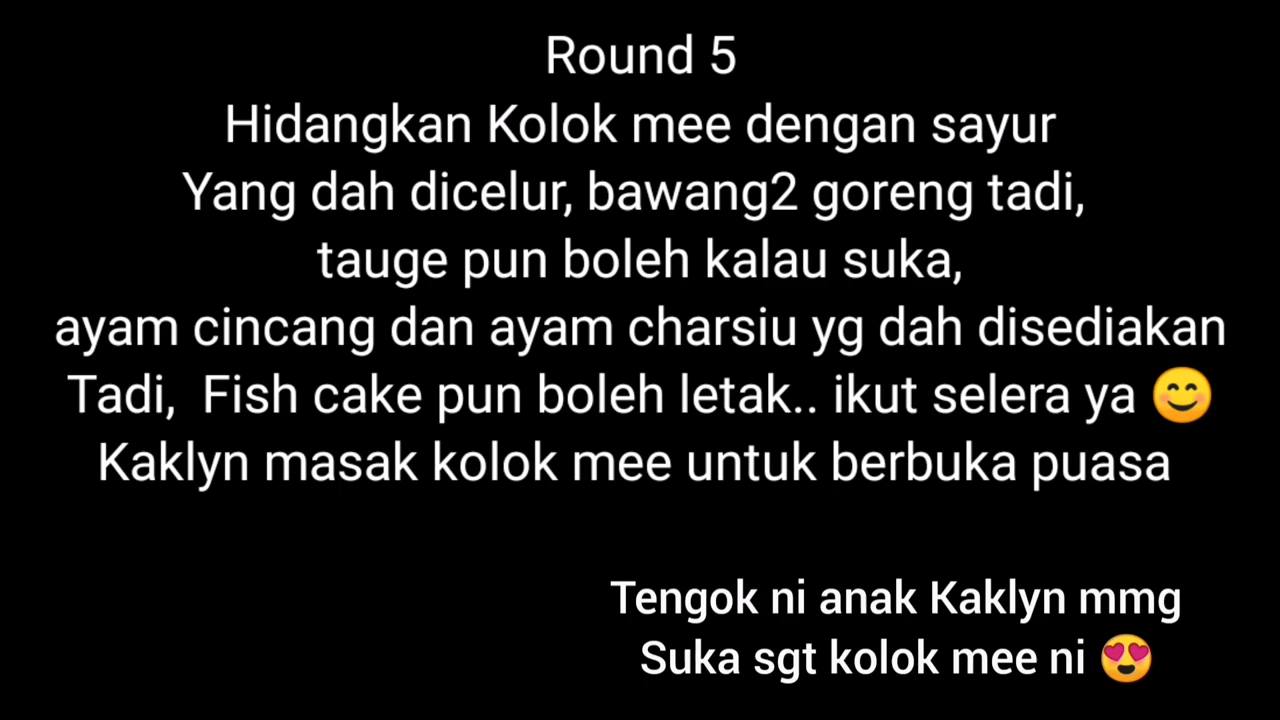 Round 5
Hidangkan Kolok mee dengan sayur
Yang dah dicelur, bawang2 goreng tadi,
tauge pun boleh kalau suka,
ayam cincang dan ayam charsiu yg dah disediakan
Tadi, Fish cake pun boleh letak.. ikut selera ya 😊
Kaklyn masak kolok mee untuk berbuka puasa
Tengok ni anak Kaklyn mmg
Suka sgt kolok mee ni 😍